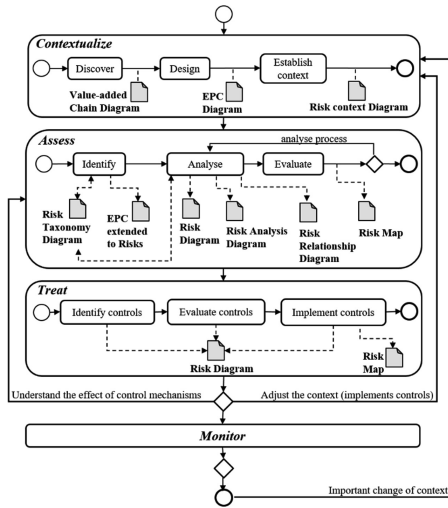 Contextualize
Discover
Design
Establish
context
Value-added
Chain Diagram
EPC
Diagram
Risk context Diagram
Assess
analyse process
Identify
Analyse
Evaluate
Risk
Taxonomy
Diagram
EPC
extended
to Risks
Risk
Diagram
Risk Analysis
Diagram
Risk
Relationship
Diagram
Risk Map
Treat
Identify controls
Evaluate controls
Implement controls
Risk Diagram
Risk
Map
Understand the effect of control mechanisms
Adjust the context (implements controls)
Monitor
Important change of context